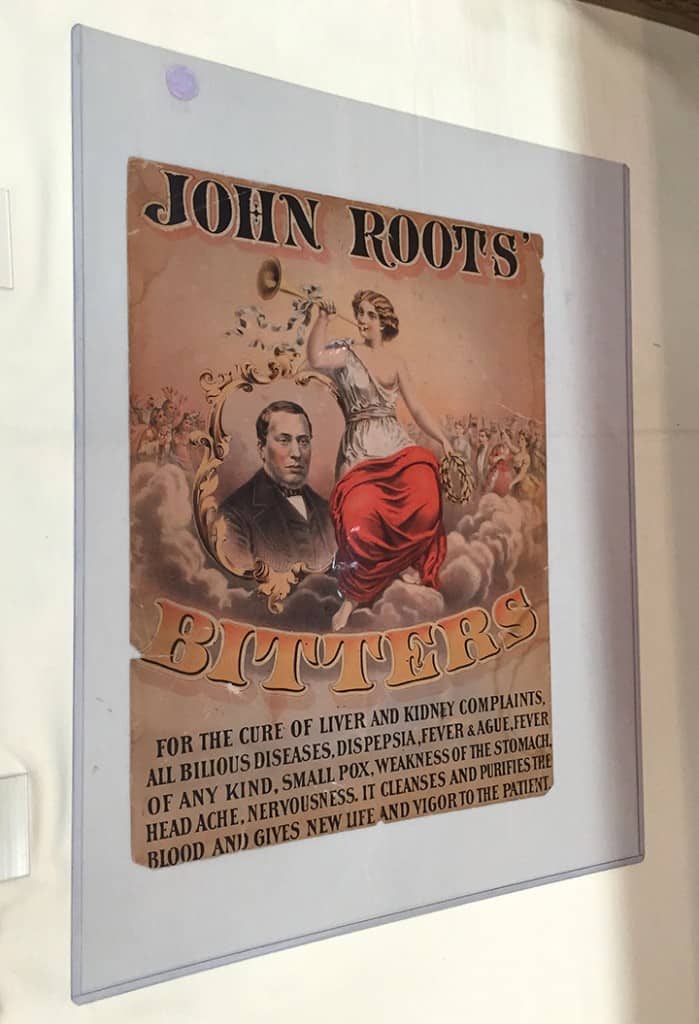 JOHN ROOTS'
BITTERS
FOR THE CURE OF LIVER AND KIDNEY COMPLAINTS,
ALL BILIOUS DISEASES, DISPEPSIA, FEVER & AGUE, FEVER
OF ANY KIND, SMALL POX, WEAKNESS OF THE STOMACH,
HEAD ACHE, NERVOUSNESS. IT CLEANSES AND PURIFIES THE
BLOOD AND GIVES NEW LIFE AND VIGOR TO THE PATIENT